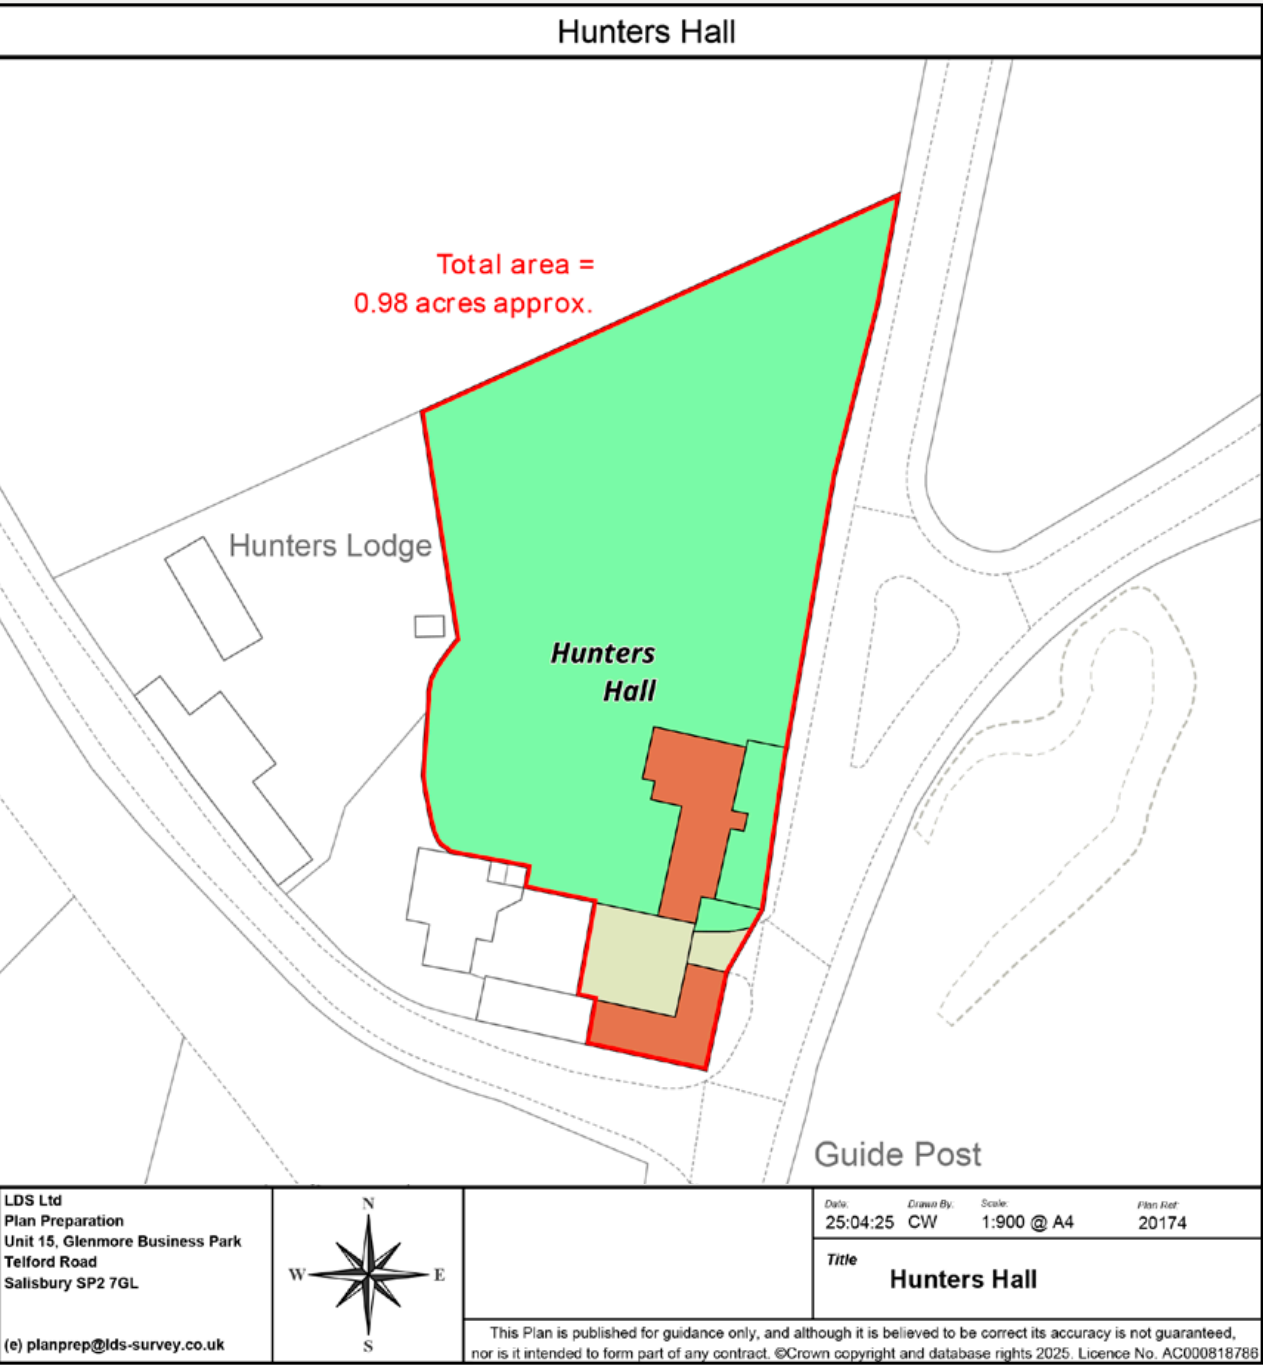 Hunters Hall
Total area =
0.98 acres approx.
Hunters Lodge
Hunters
Hall
Guide Post
LDS Ltd
Plan Preparation
Unit 15, Glenmore Business Park
Telford Road
Salisbury SP2 7GL
(e) planprep@lds-survey.co.uk
N
W E
S
Date: Drawn By: Scale: Plan Ref:
25:04:25 CW 1:900 @ A4 20174
Title
Hunters Hall
This Plan is published for guidance only, and although it is believed to be correct its accuracy is not guaranteed,
nor is it intended to form part of any contract. ©Crown copyright and database rights 2025. Licence No. AC000818786